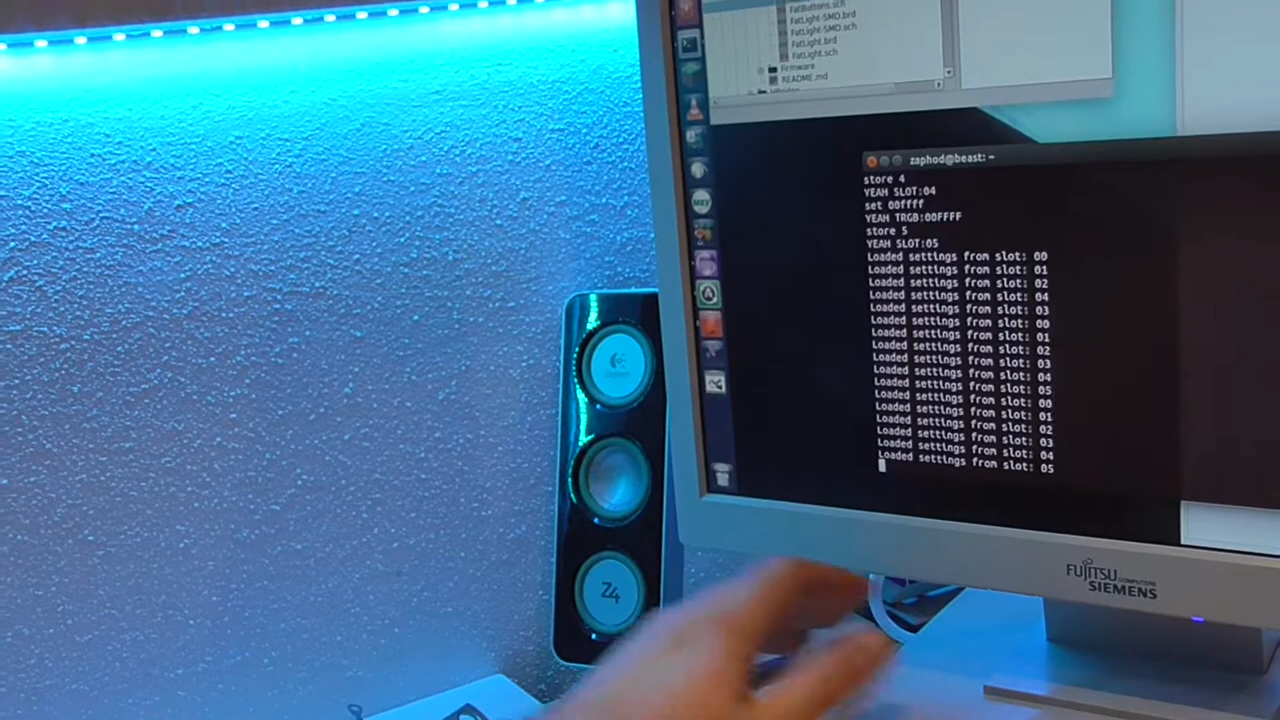 FatButtons.sch
FatLight-SMD.brd
FatLight-SMD.sch
FatLight.brd
FatLight.sch
Firmware
README.md
zaphod@beast: ~
store 4
YEAH SLOT:04
set 00ffff
YEAH TRGB:00FFFF
store 5
YEAH SLOT:05
Loaded settings from slot: 00
Loaded settings from slot: 01
Loaded settings from slot: 02
Loaded settings from slot: 04
Loaded settings from slot: 03
Loaded settings from slot: 00
Loaded settings from slot: 01
Loaded settings from slot: 02
Loaded settings from slot: 03
Loaded settings from slot: 04
Loaded settings from slot: 05
Loaded settings from slot: 00
Loaded settings from slot: 01
Loaded settings from slot: 02
Loaded settings from slot: 03
Loaded settings from slot: 04
Loaded settings from slot: 05
Logitech
Z4
FUJITSU COMPUTERS
SIEMENS